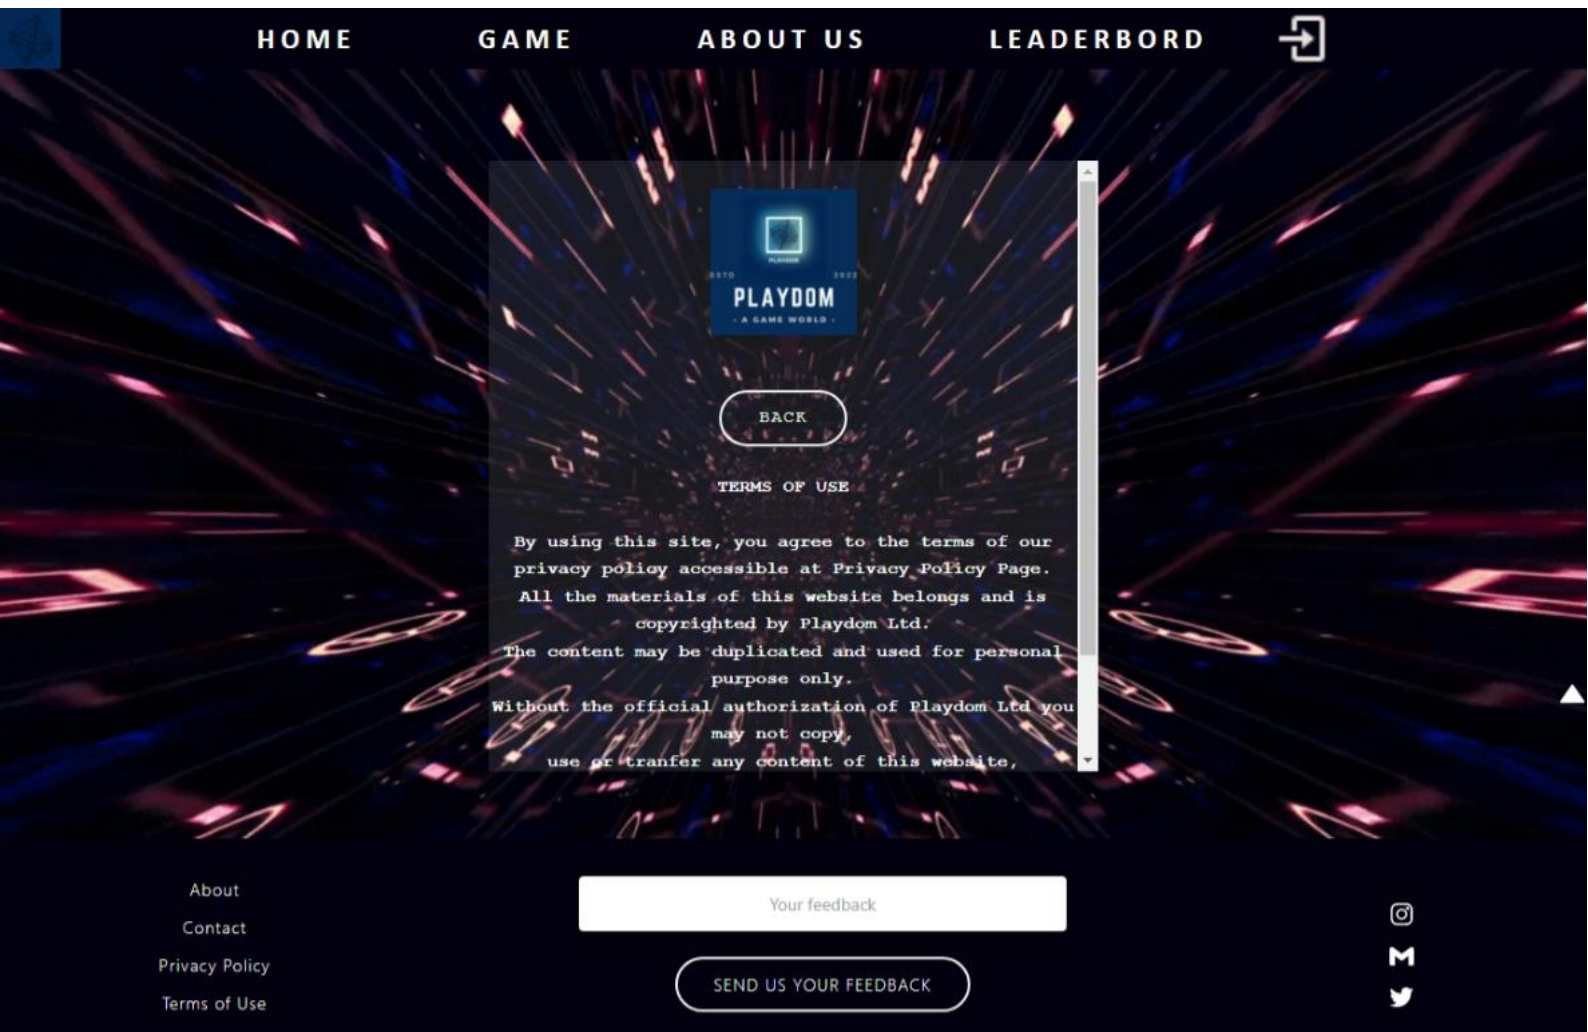 HOME GAME ABOUT US LEADERBORD
ESTD 2022
PLAYDOM
- A GAME WORLD -
BACK
TERMS OF USE
By using this site, you agree to the terms of our
privacy policy accessible at Privacy Policy Page.
All the materials of this website belongs and is
copyrighted by Playdom Ltd.
The content may be duplicated and used for personal
purpose only.
Without the official authorization of Playdom Ltd you
may not copy,
use or tranfer any content of this website,
About
Contact
Privacy Policy
Terms of Use
Your feedback
SEND US YOUR FEEDBACK